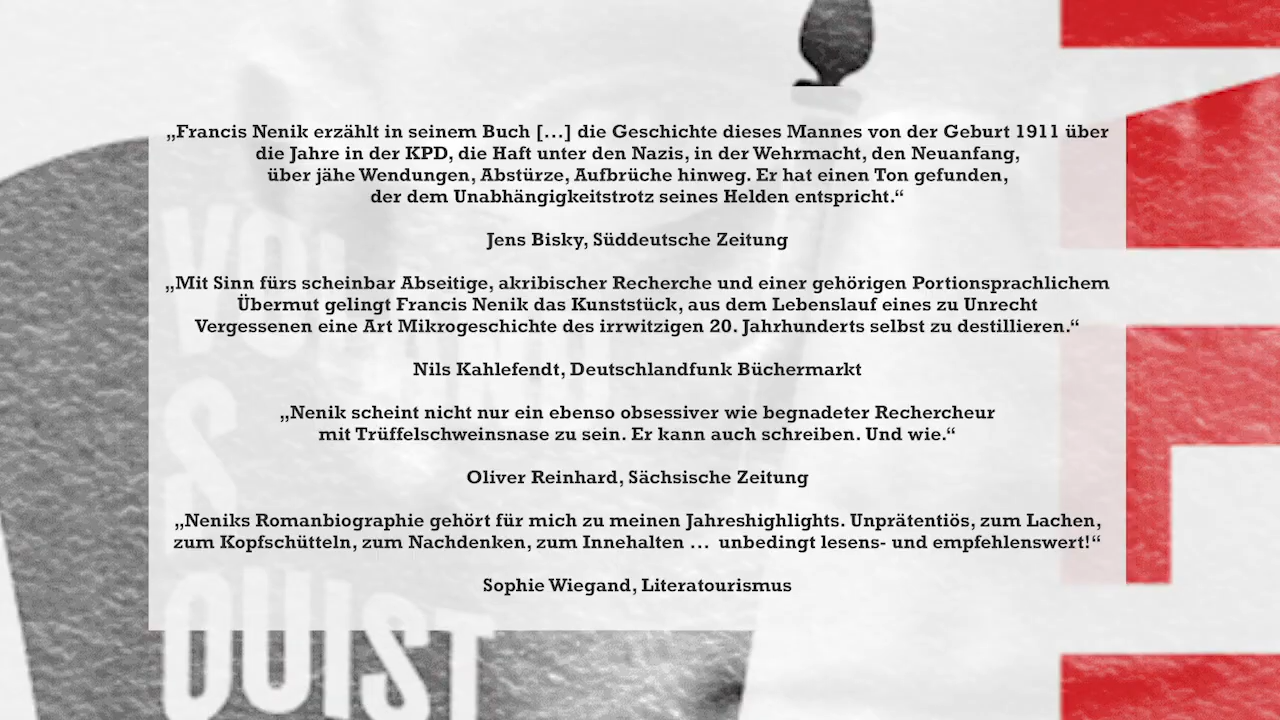 „Francis Nenik erzählt in seinem Buch [...] die Geschichte dieses Mannes von der Geburt 1911 über
die Jahre in der KPD, die Haft unter den Nazis, in der Wehrmacht, den Neuanfang,
über jähe Wendungen, Abstürze, Aufbrüche hinweg. Er hat einen Ton gefunden,
der dem Unabhängigkeitstrotz seines Helden entspricht.“
Jens Bisky, Süddeutsche Zeitung
„Mit Sinn fürs scheinbar Abseitige, akribischer Recherche und einer gehörigen Portionsprachlichem
Übermut gelingt Francis Nenik das Kunststück, aus dem Lebenslauf eines zu Unrecht
Vergessenen eine Art Mikrogeschichte des irrwitzigen 20. Jahrhunderts selbst zu destillieren.“
Nils Kahlefendt, Deutschlandfunk Büchermarkt
„Nenik scheint nicht nur ein ebenso obsessiver wie begnadeter Rechercheur
mit Trüffelschweinsnase zu sein. Er kann auch schreiben. Und wie.“
Oliver Reinhard, Sächsische Zeitung
„Neniks Romanbiographie gehört für mich zu meinen Jahreshighlights. Unprätentiös, zum Lachen,
zum Kopfschütteln, zum Nachdenken, zum Innehalten ... unbedingt lesens- und empfehlenswert!“
Sophie Wiegand, Literatourismus
QUIST